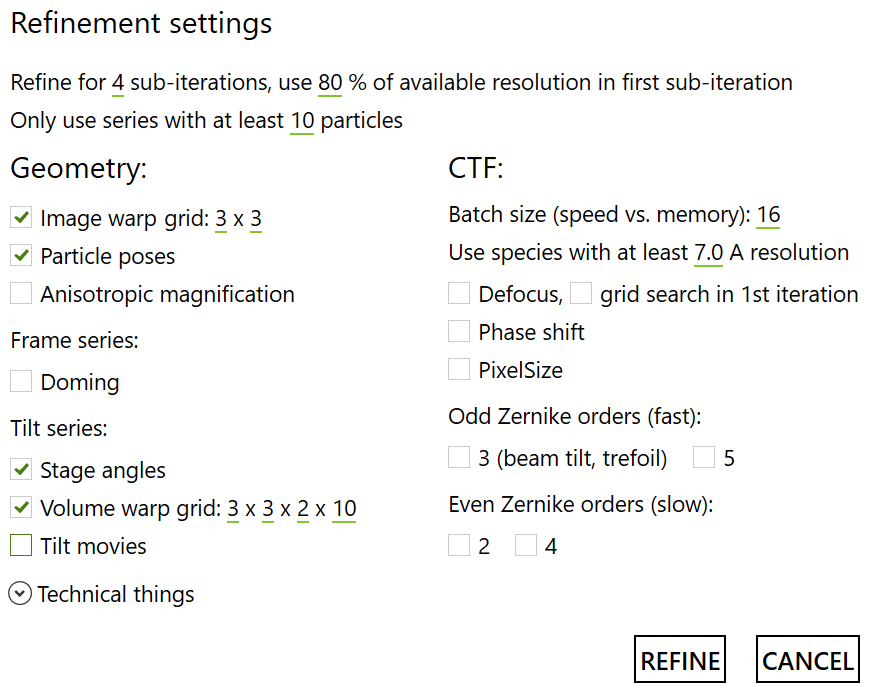 Refinement settings
Refine for 4 sub-iterations, use 80 % of available resolution in first sub-iteration
Only use series with at least 10 particles
Geometry:
Image warp grid: 3 x 3
Particle poses
Anisotropic magnification
Frame series:
Doming
Tilt series:
Stage angles
Volume warp grid: 3 x 3 x 2 x 10
Tilt movies
Technical things
CTF:
Batch size (speed vs. memory): 16
Use species with at least 7.0 A resolution
Defocus, grid search in 1st iteration
Phase shift
PixelSize
Odd Zernike orders (fast):
3 (beam tilt, trefoil) 5
Even Zernike orders (slow):
2 4
REFINE CANCEL